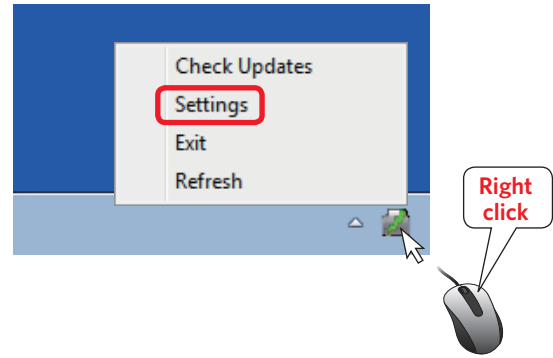 Check Updates
Settings
Exit
Refresh
Right
click